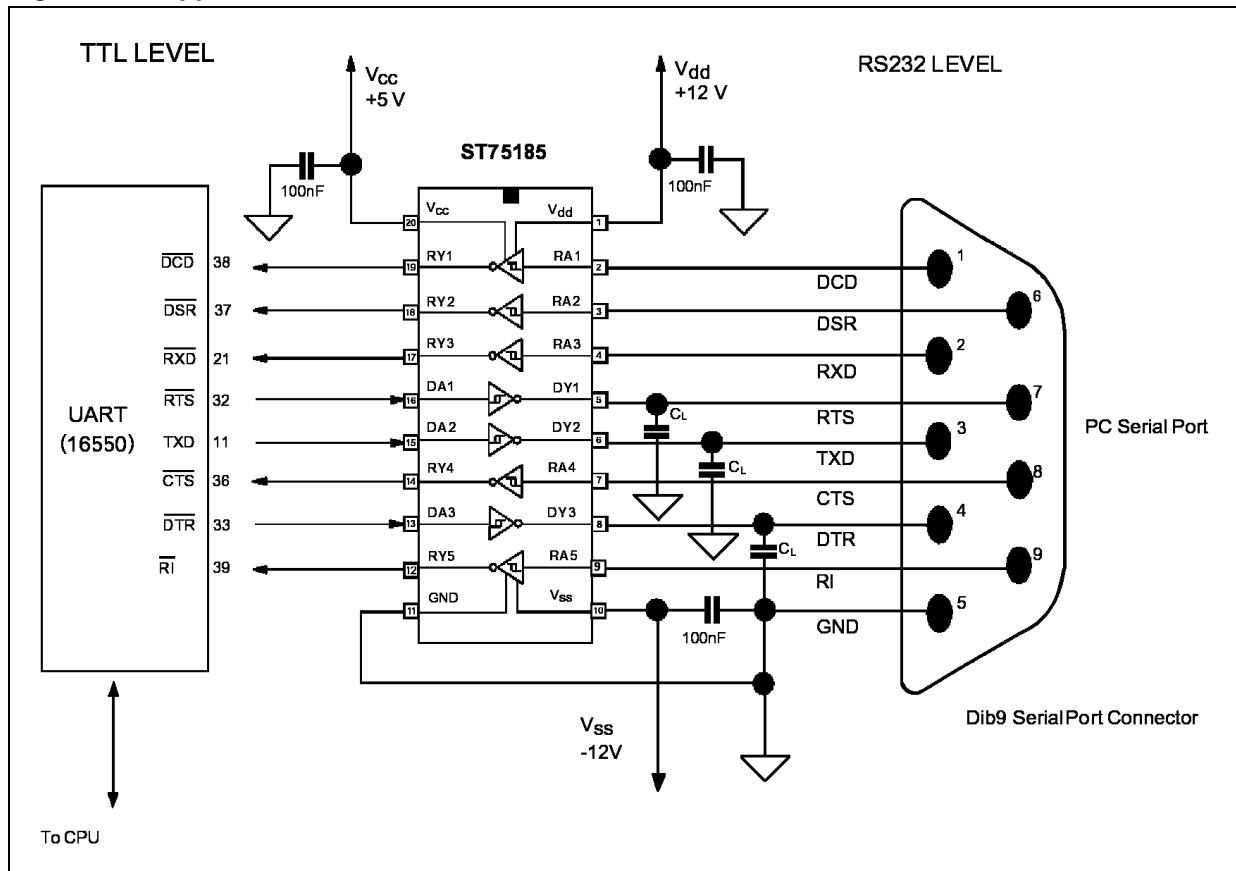 TTL LEVEL
RS232 LEVEL
VCC
+5 V
Vdd
+12 V
ST75185
100nF
100nF
VCC
Vdd
20
1
DCD 38
19
RY1
RA1
2
DCD
1
DSR 37
18
RY2
RA2
3
DSR
6
RXD 21
17
RY3
RA3
4
RXD
2
RTS 32
16
DA1
DY1
5
RTS
7
CL
UART
(16550)
TXD 11
15
DA2
DY2
6
TXD
3
CL
PC Serial Port
CTS 36
14
RY4
RA4
7
CTS
8
DTR 33
13
DA3
DY3
8
DTR
4
CL
RI 39
12
RY5
RA5
9
RI
9
11
GND
VSS
10
100nF
GND
5
VSS
-12V
Dib9 Serial Port Connector
To CPU